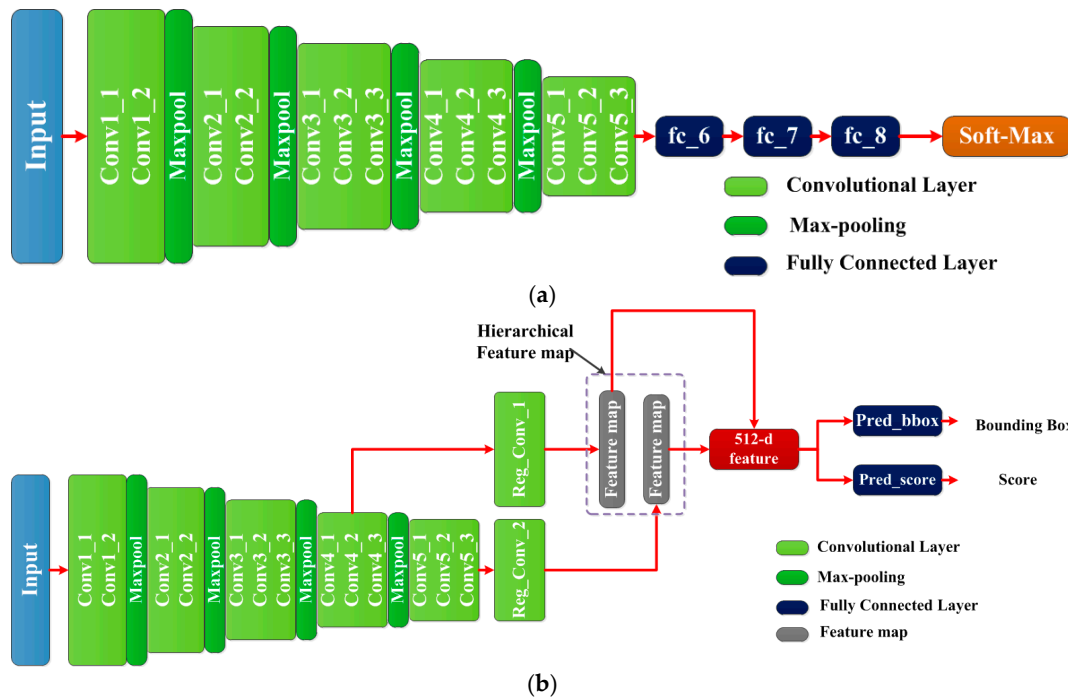 Input
Conv1_1
Conv1_2
Maxpool
Conv2_1
Conv2_2
Maxpool
Conv3_1
Conv3_2
Conv3_3
Maxpool
Conv4_1
Conv4_2
Conv4_3
Maxpool
Conv5_1
Conv5_2
Conv5_3
fc_6
fc_7
fc_8
Soft-Max
Convolutional Layer
Max-pooling
Fully Connected Layer
(a)
Hierarchical
Feature map
Input
Conv1_1
Conv1_2
Maxpool
Conv2_1
Conv2_2
Maxpool
Conv3_1
Conv3_2
Conv3_3
Maxpool
Conv4_1
Conv4_2
Conv4_3
Maxpool
Conv5_1
Conv5_2
Conv5_3
Reg_Conv_1
Reg_Conv_2
Feature map
Feature map
512-d
feature
Pred_bbox
Bounding Box
Pred_score
Score
Convolutional Layer
Max-pooling
Fully Connected Layer
Feature map
(b)